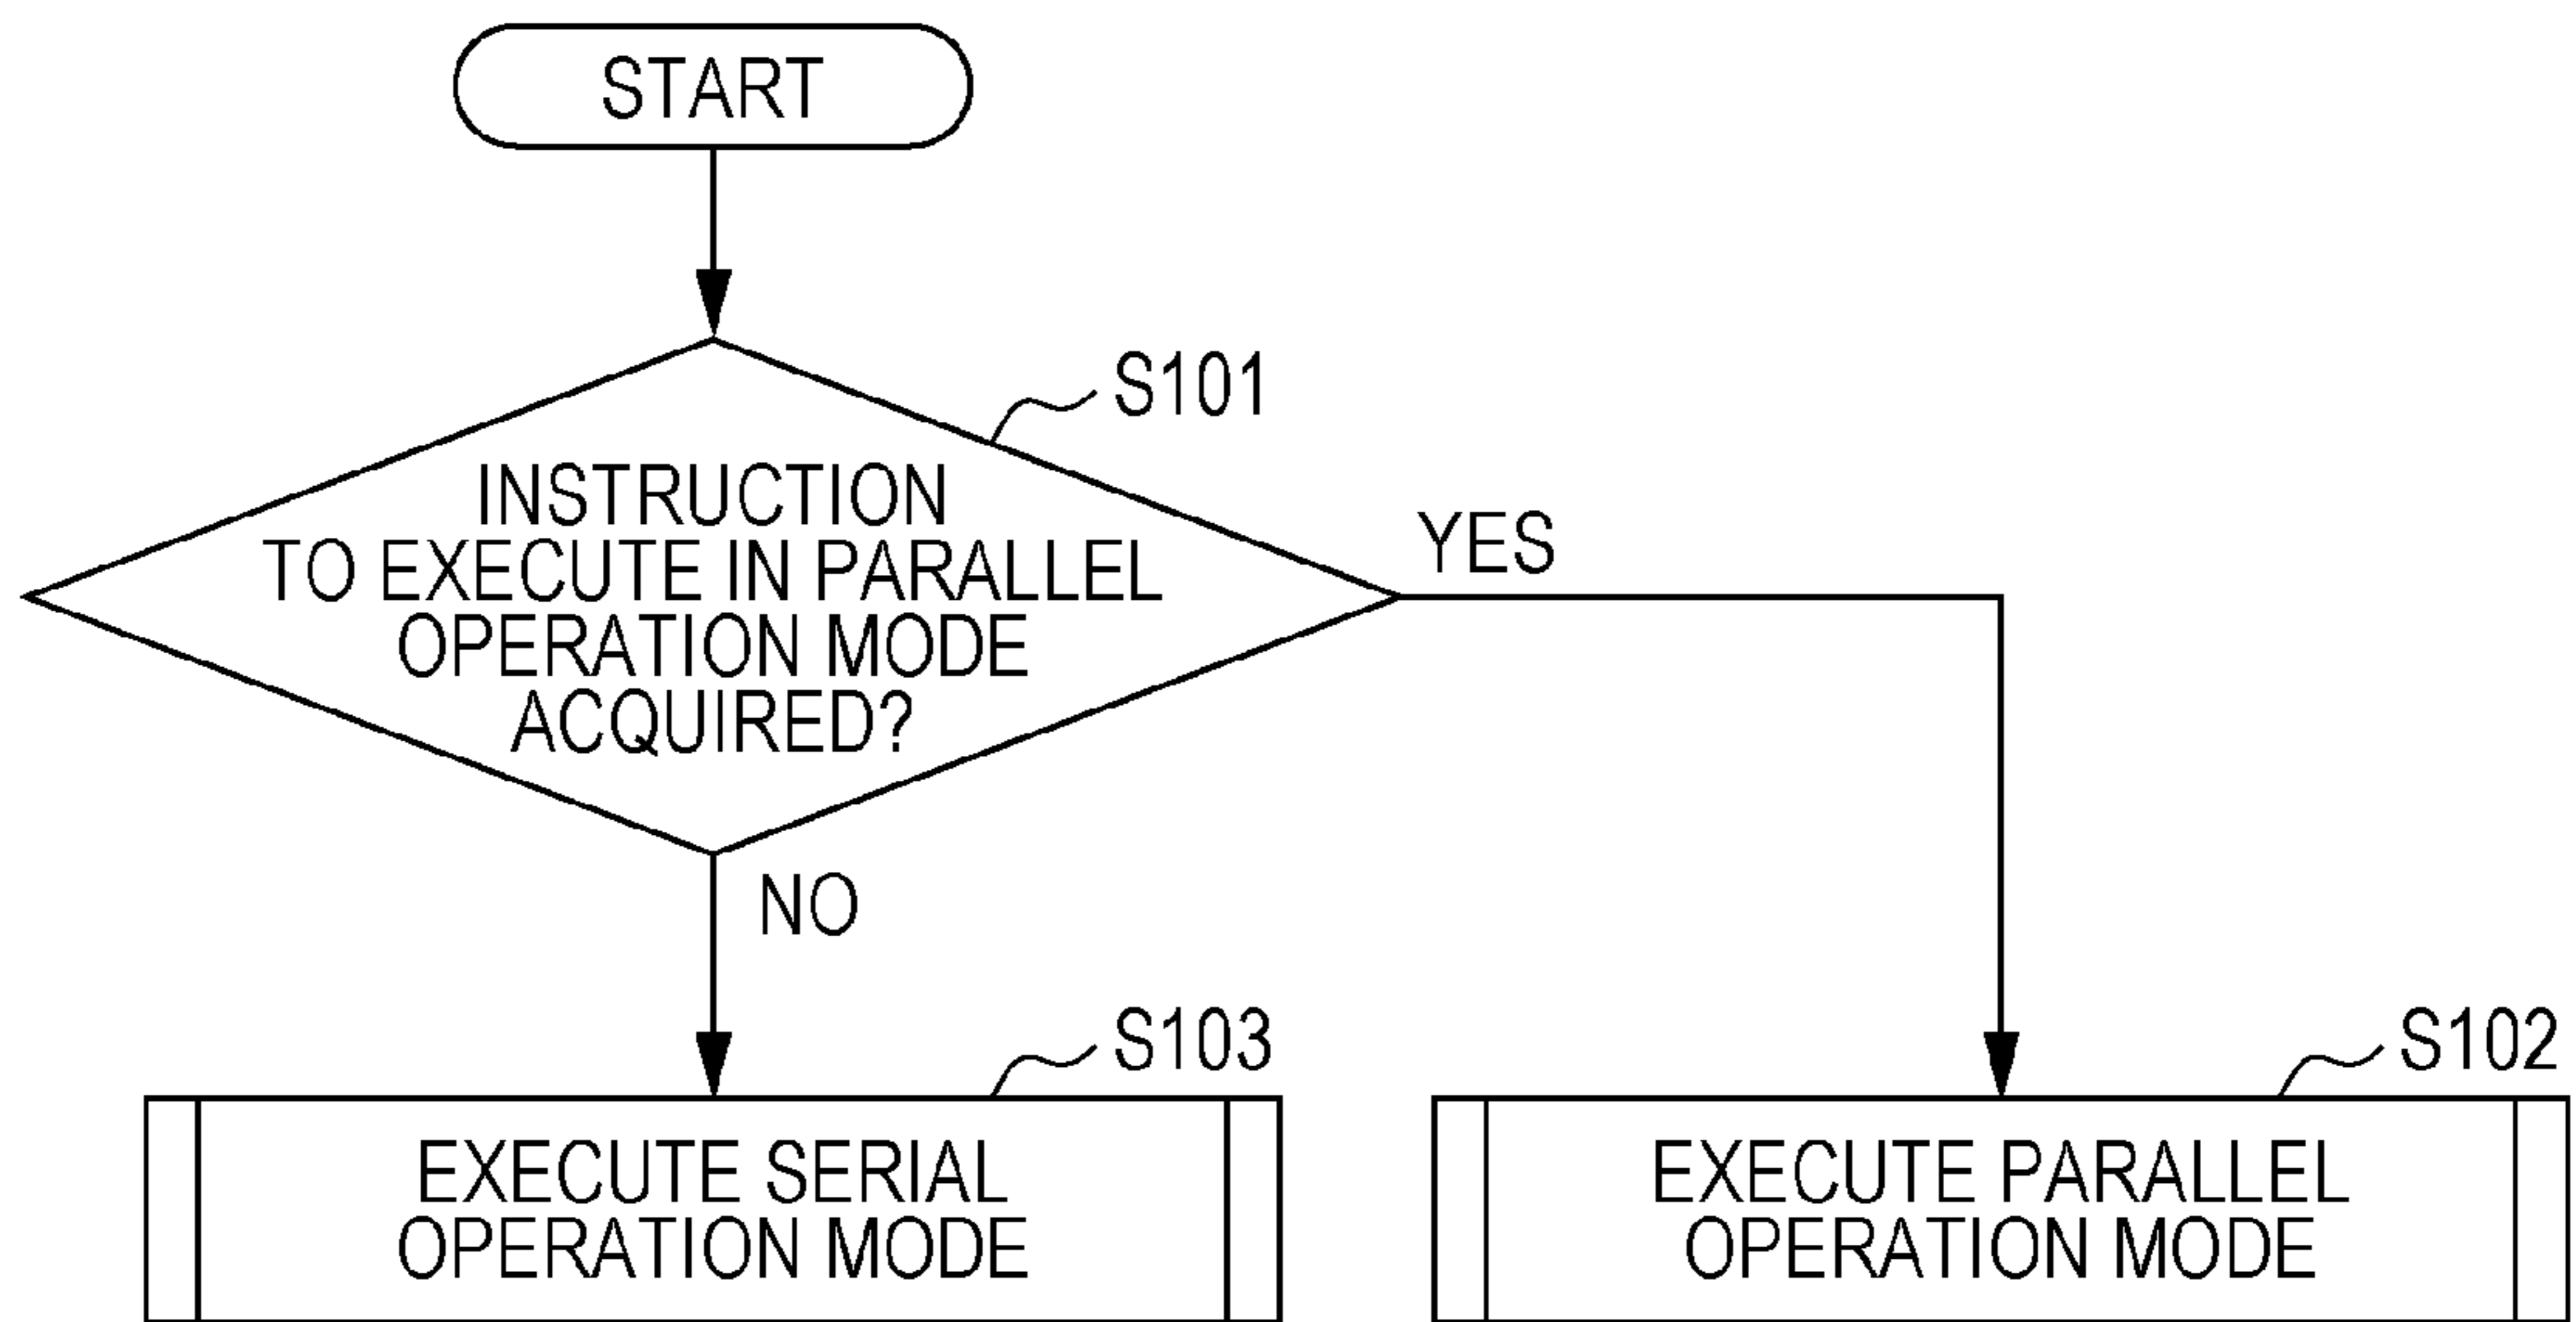 START
S101
INSTRUCTION
TO EXECUTE IN PARALLEL
OPERATION MODE
ACQUIRED?
YES
NO
S103
EXECUTE SERIAL
OPERATION MODE
S102
EXECUTE PARALLEL
OPERATION MODE